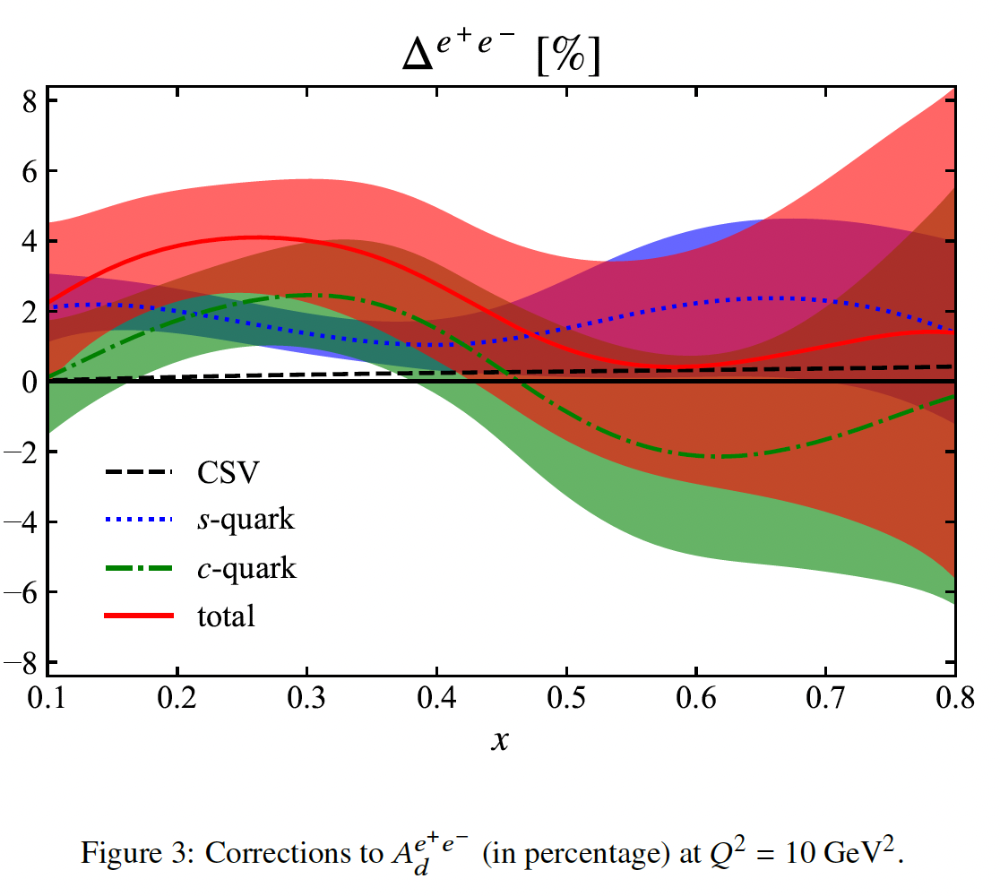 Δ^{e^+ e^-} [%]
8
6
4
2
0
−2
−4
−6
−8
CSV
s-quark
c-quark
total
0.1 0.2 0.3 0.4 0.5 0.6 0.7 0.8
x
Figure 3: Corrections to A_d^{e^+ e^-} (in percentage) at Q^2 = 10 GeV^2.